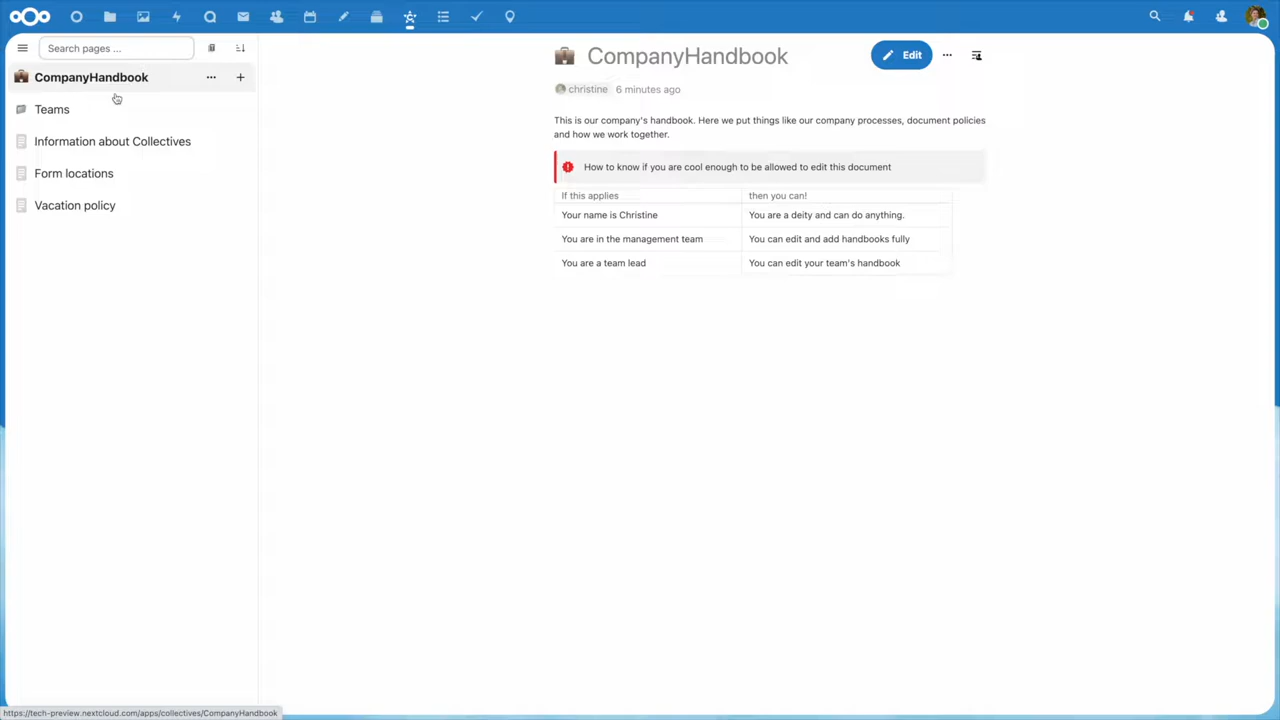 Search pages ...
CompanyHandbook
Teams
Information about Collectives
Form locations
Vacation policy
CompanyHandbook
Edit
christine 6 minutes ago
This is our company's handbook. Here we put things like our company processes, document policies
and how we work together.
How to know if you are cool enough to be allowed to edit this document
If this applies then you can!
Your name is Christine You are a deity and can do anything.
You are in the management team You can edit and add handbooks fully
You are a team lead You can edit your team's handbook
https://tech-preview.nextcloud.com/apps/collectives/CompanyHandbook